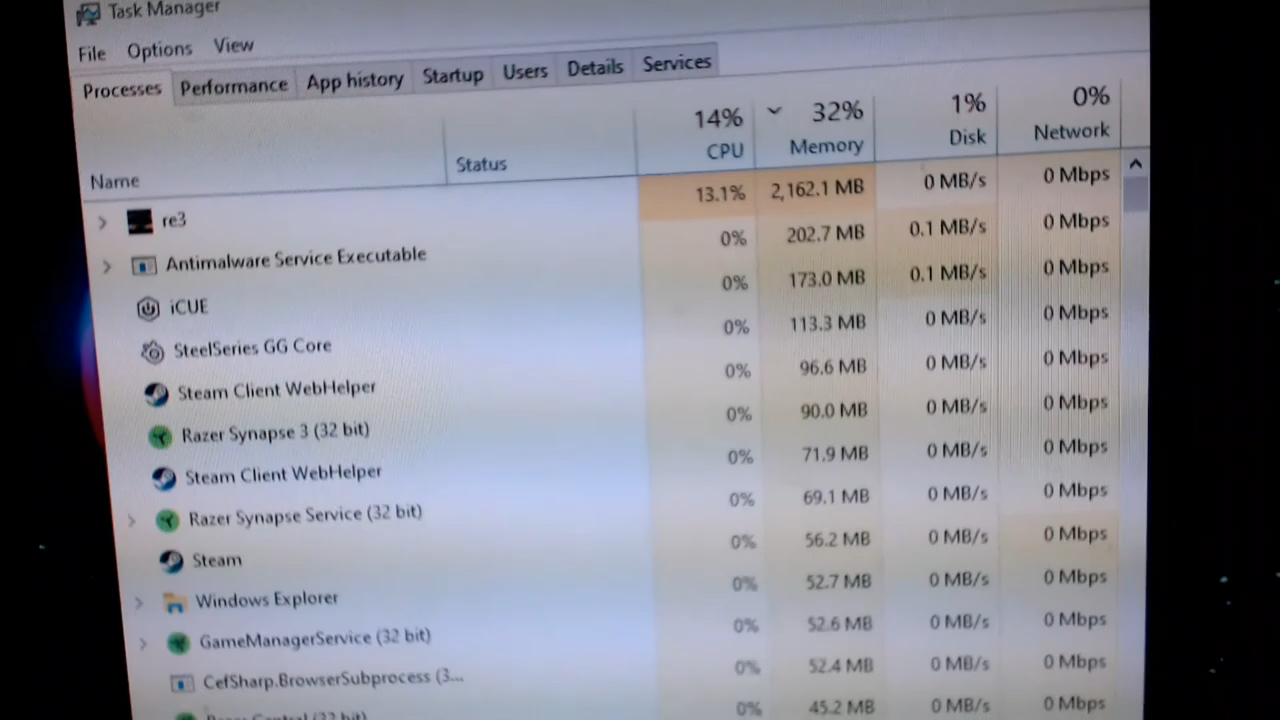 Task Manager
File Options View
Processes Performance App history Startup Users Details Services
14% 32% 1% 0%
Name Status CPU Memory Disk Network
re3 13.1% 2,162.1 MB 0 MB/s 0 Mbps
Antimalware Service Executable 0% 202.7 MB 0.1 MB/s 0 Mbps
iCUE 0% 173.0 MB 0.1 MB/s 0 Mbps
SteelSeries GG Core 0% 113.3 MB 0 MB/s 0 Mbps
Steam Client WebHelper 0% 96.6 MB 0 MB/s 0 Mbps
Razer Synapse 3 (32 bit) 0% 90.0 MB 0 MB/s 0 Mbps
Steam Client WebHelper 0% 71.9 MB 0 MB/s 0 Mbps
Razer Synapse Service (32 bit) 0% 69.1 MB 0 MB/s 0 Mbps
Steam 0% 56.2 MB 0 MB/s 0 Mbps
Windows Explorer 0% 52.7 MB 0 MB/s 0 Mbps
GameManagerService (32 bit) 0% 52.6 MB 0 MB/s 0 Mbps
CefSharp.BrowserSubprocess (3... 0% 52.4 MB 0 MB/s 0 Mbps
(32 bit) 0% 45.2 MB 0 MB/s 0 Mbps